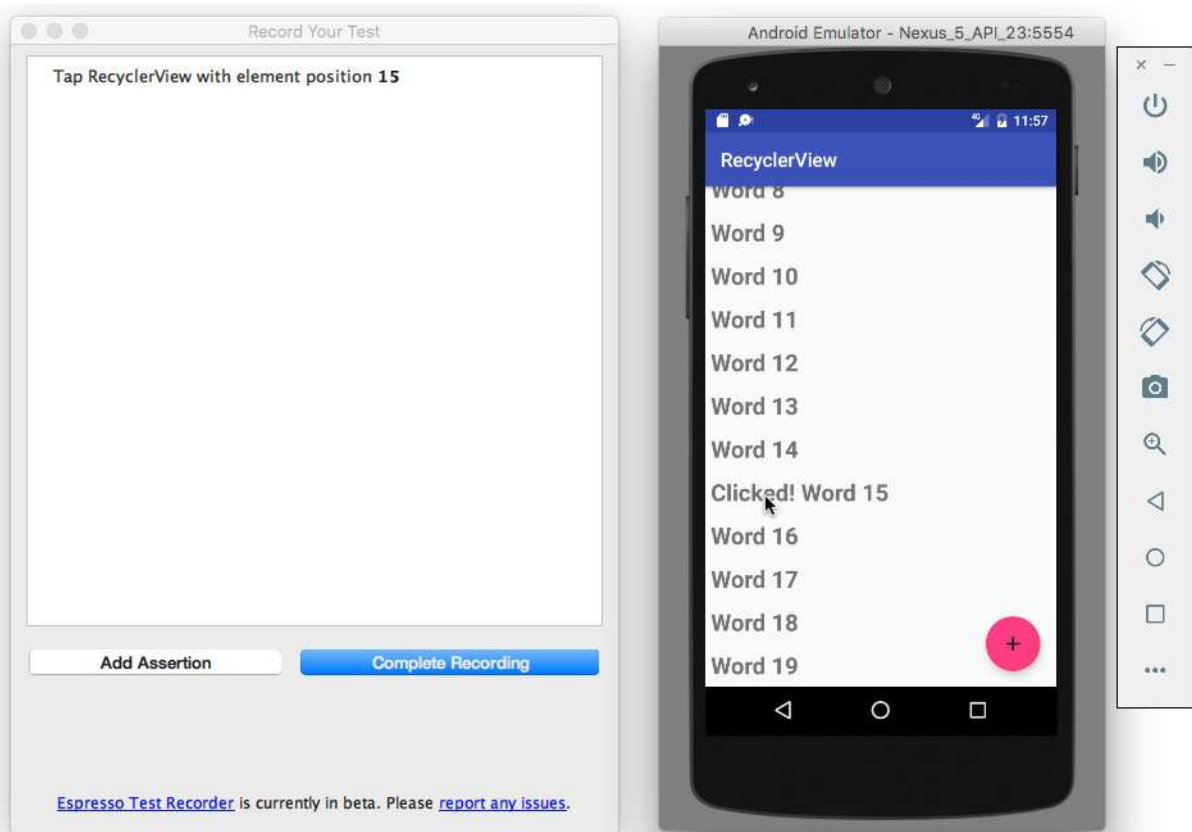 Record Your Test
Tap RecyclerView with element position 15
Add Assertion
Complete Recording
Espresso Test Recorder is currently in beta. Please report any issues.
Android Emulator - Nexus_5_API_23:5554
4G 11:57
RecyclerView
Word 8
Word 9
Word 10
Word 11
Word 12
Word 13
Word 14
Clicked! Word 15
Word 16
Word 17
Word 18
Word 19
+